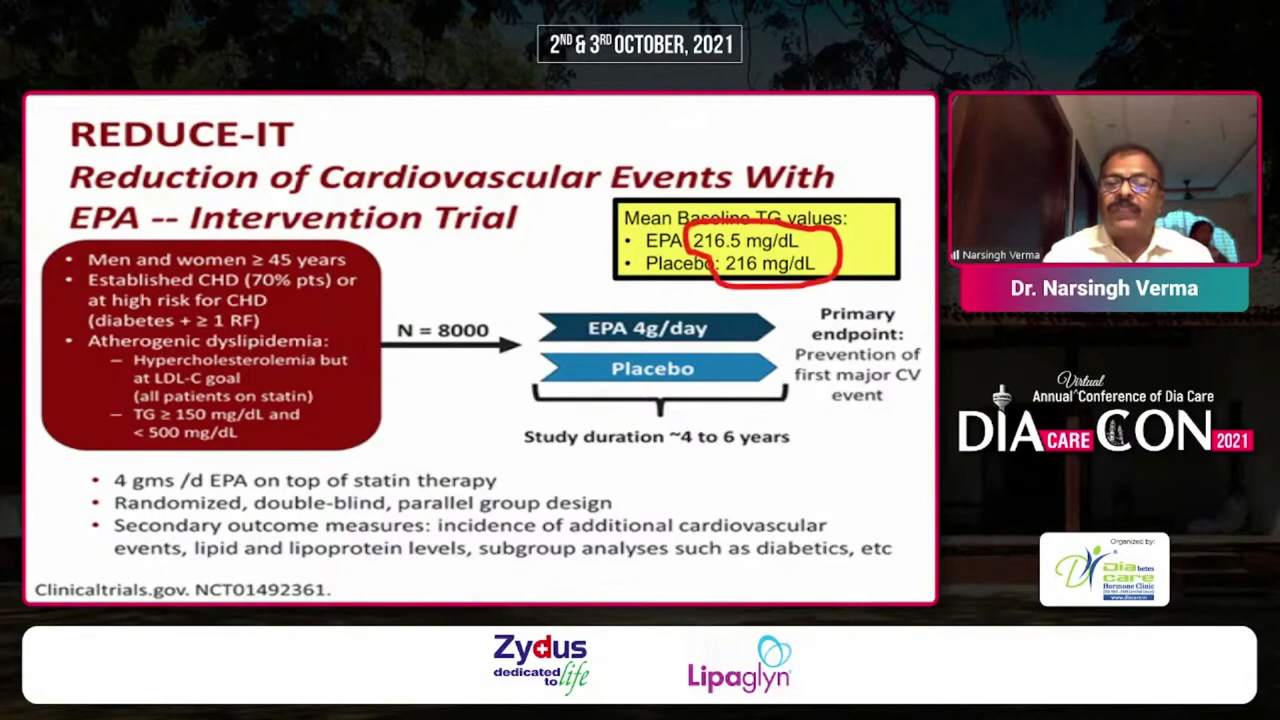 2ND & 3RD OCTOBER, 2021
REDUCE-IT
Reduction of Cardiovascular Events With
EPA -- Intervention Trial
Mean Baseline TG values:
• EPA: 216.5 mg/dL
• Placebo: 216 mg/dL
• Men and women ≥ 45 years
• Established CHD (70% pts) or
at high risk for CHD
(diabetes + ≥ 1 RF)
• Atherogenic dyslipidemia:
– Hypercholesterolemia but
at LDL-C goal
(all patients on statin)
– TG ≥ 150 mg/dL and
< 500 mg/dL
N = 8000
EPA 4g/day
Placebo
Study duration ~4 to 6 years
Primary
endpoint:
Prevention of
first major CV
event
• 4 gms /d EPA on top of statin therapy
• Randomized, double-blind, parallel group design
• Secondary outcome measures: incidence of additional cardiovascular
events, lipid and lipoprotein levels, subgroup analyses such as diabetics, etc
Clinicaltrials.gov. NCT01492361.
Narsingh Verma
Dr. Narsingh Verma
Virtual
Annual ^ Conference of Dia Care
DIA CARE CON 2021
Organized by:
Diabetes
care
Hormone Clinic
www.diacare.in
Zydus
dedicated
to life
Lipaglyn